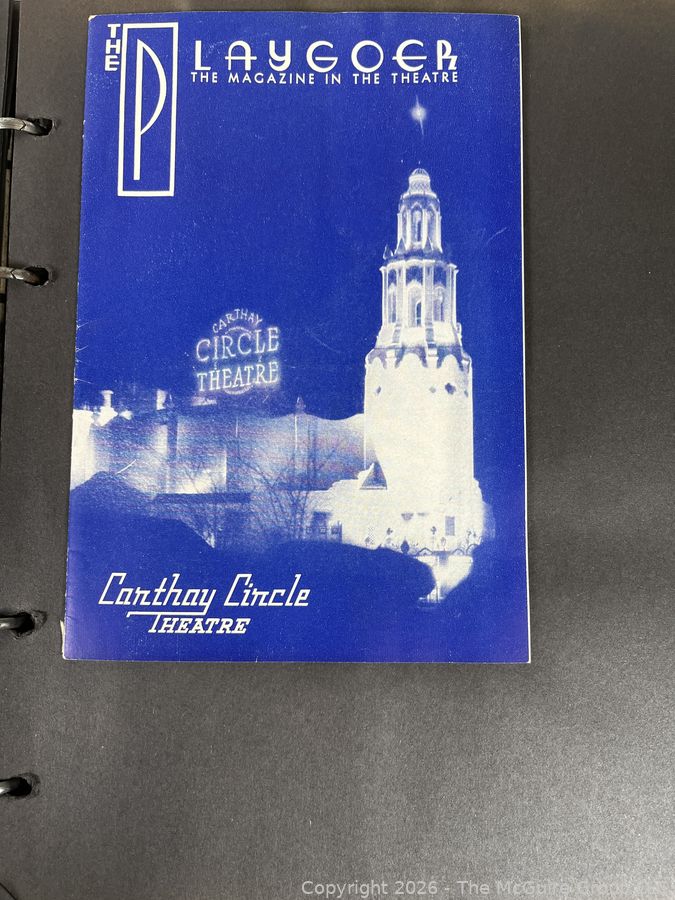 THE PLAYGOER
THE MAGAZINE IN THE THEATRE
CARTHAY
CIRCLE
THEATRE
Carthay Circle
THEATRE
Copyright 2026 - The McGuire Group